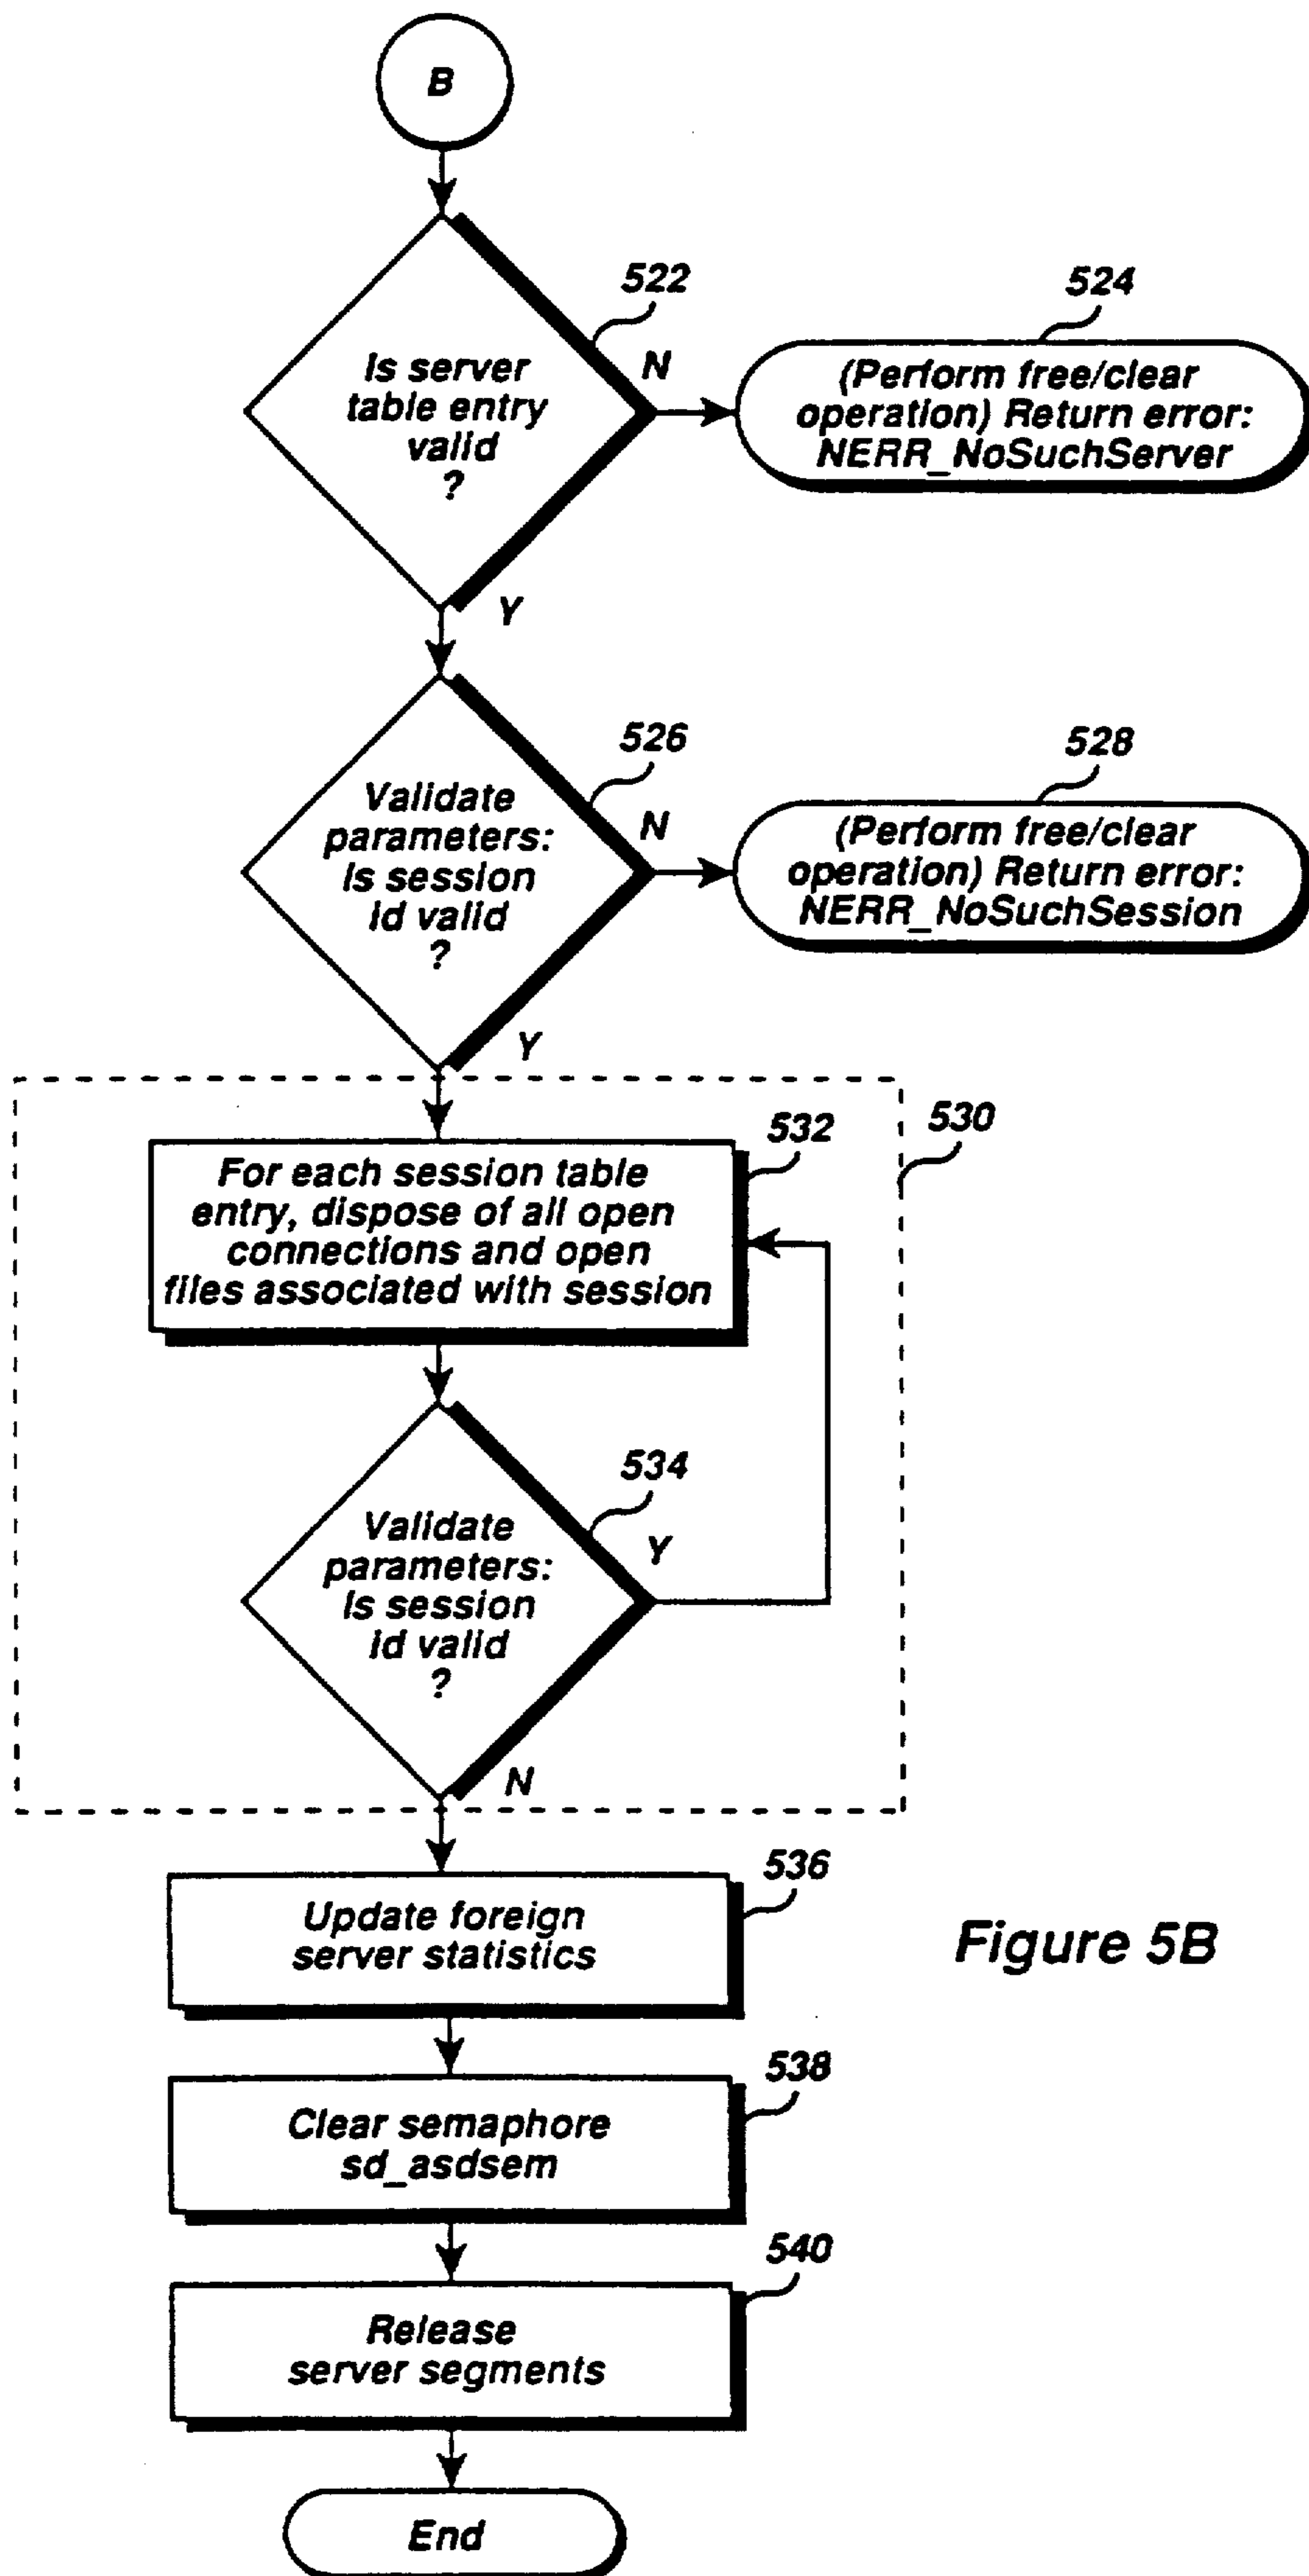 B
522
Is server
table entry
valid
?
N
Y
524
(Perform free/clear
operation) Return error:
NERR_NoSuchServer
526
Validate
parameters:
Is session
id valid
?
N
Y
528
(Perform free/clear
operation) Return error:
NERR_NoSuchSession
530
532
For each session table
entry, dispose of all open
connections and open
files associated with session
534
Validate
parameters:
Is session
id valid
?
Y
N
536
Update foreign
server statistics
Figure 5B
538
Clear semaphore
sd_asdsem
540
Release
server segments
End